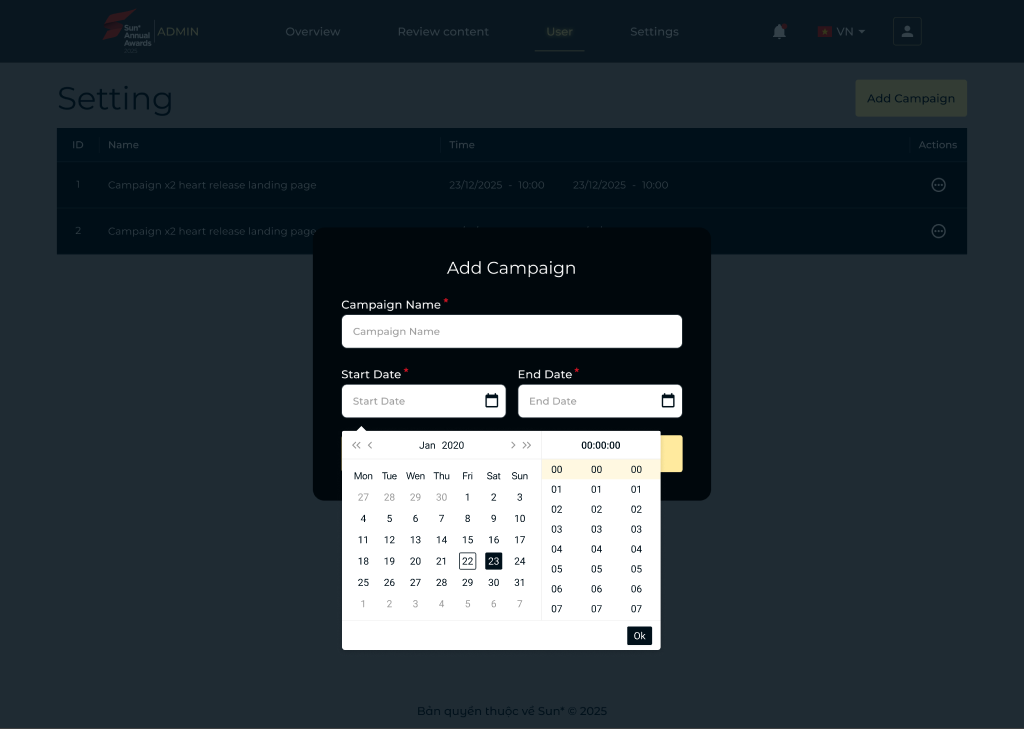 Sun*
Annual
Awards
2025
ADMIN
Overview
Review content
User
Settings
VN
Setting
Add Campaign
ID Name Time Actions
1 Campaign x2 heart release landing page 23/12/2025 - 10:00 23/12/2025 - 10:00
2 Campaign x2 heart release landing page
Add Campaign
Campaign Name *
Campaign Name
Start Date * End Date *
Start Date End Date
Jan 2020 00:00:00
Mon Tue Wen Thu Fri Sat Sun 00 00 00
27 28 29 30 1 2 3 01 01 01
4 5 6 7 8 9 10 02 02 02
11 12 13 14 15 16 17 03 03 03
18 19 20 21 22 23 24 04 04 04
25 26 27 28 29 30 31 05 05 05
1 2 3 4 5 6 7 06 06 06
07 07 07
Ok
Bản quyền thuộc về Sun* © 2025